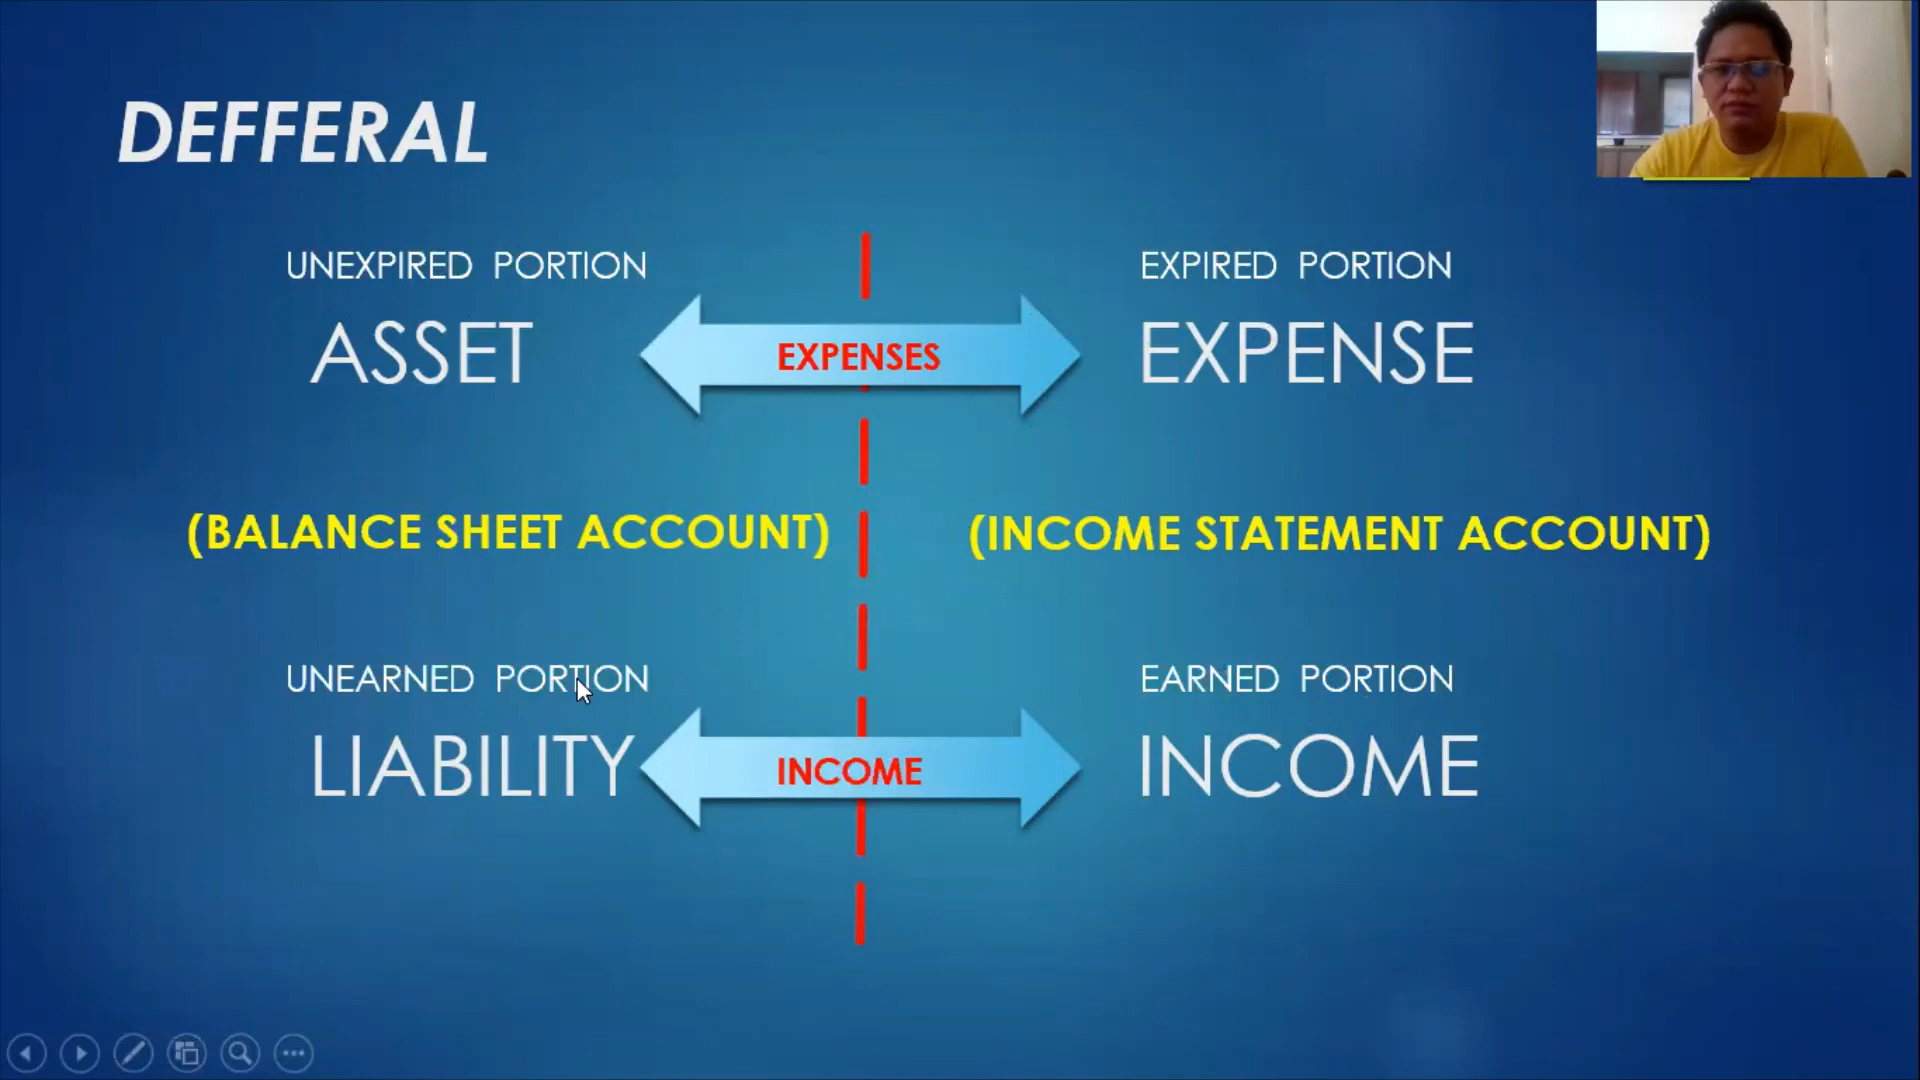 DEFFERAL
UNEXPIRED PORTION
EXPIRED PORTION
ASSET
EXPENSES
EXPENSE
(BALANCE SHEET ACCOUNT)
(INCOME STATEMENT ACCOUNT)
UNEARNED PORTION
EARNED PORTION
LIABILITY
INCOME
INCOME